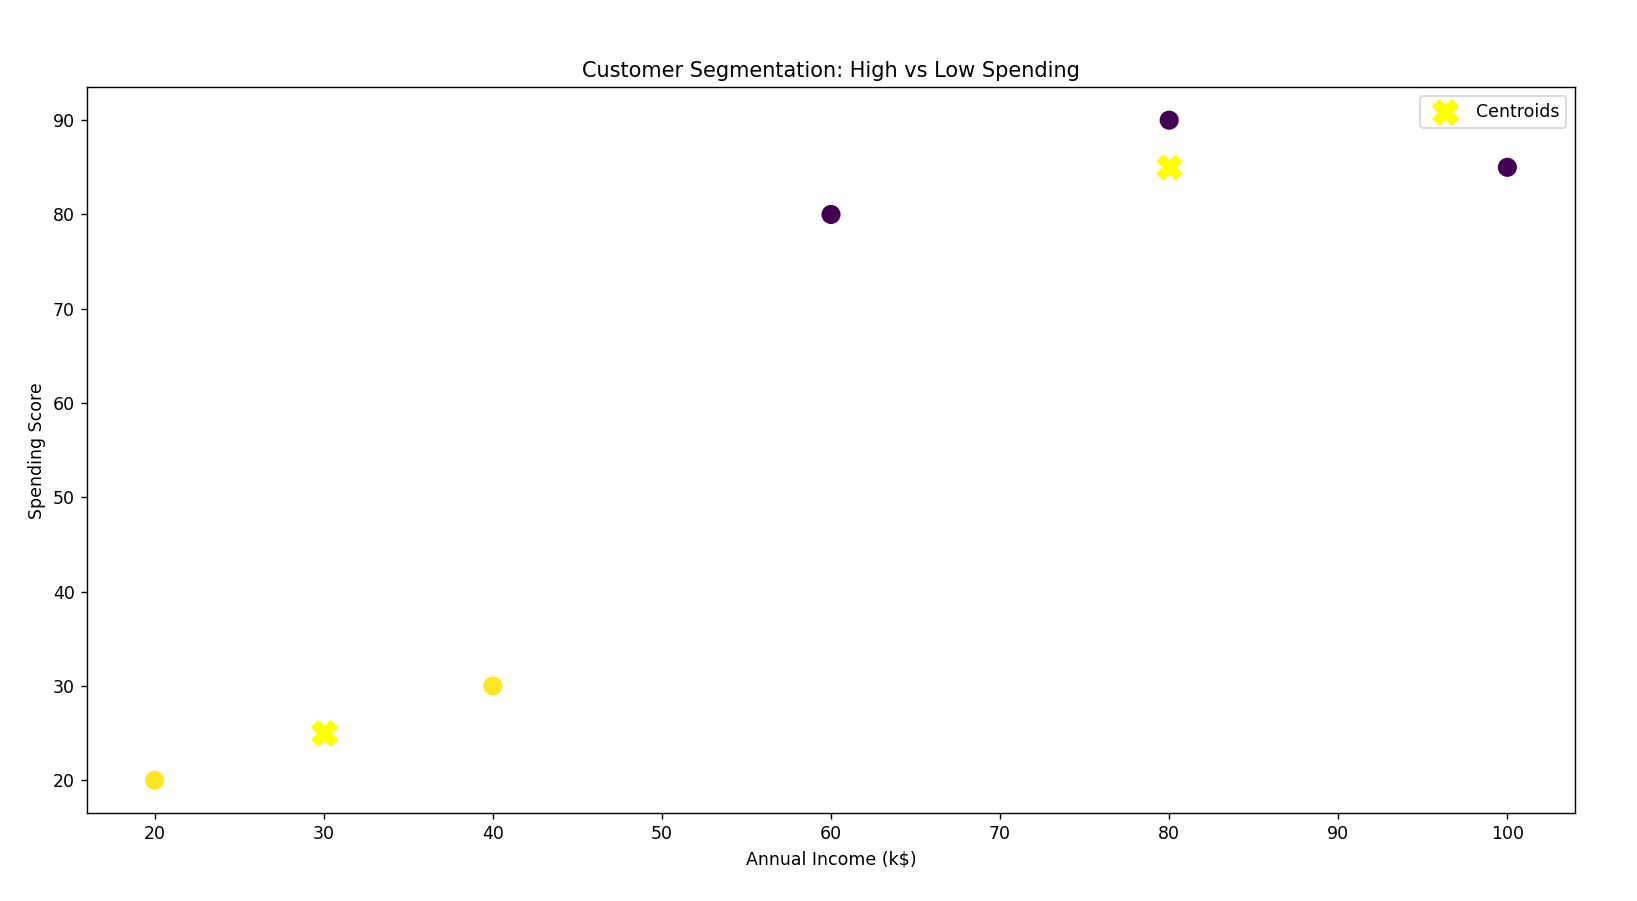 Customer Segmentation: High vs Low Spending
Centroids
90
80
70
60
50
40
30
20
Spending Score
20 30 40 50 60 70 80 90 100
Annual Income (k$)